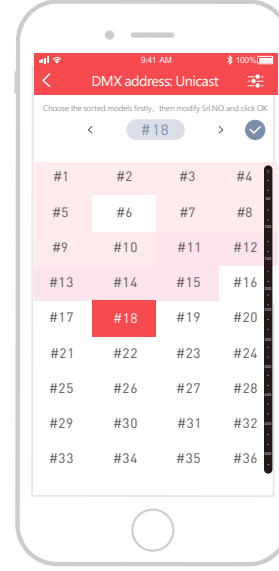 9:41 AM 100%
DMX address: Unicast
Choose the sorted models firstly, then modify Srl.NO and click OK
< #18 >
#1 #2 #3 #4
#5 #6 #7 #8
#9 #10 #11 #12
#13 #14 #15 #16
#17 #18 #19 #20
#21 #22 #23 #24
#25 #26 #27 #28
#29 #30 #31 #32
#33 #34 #35 #36